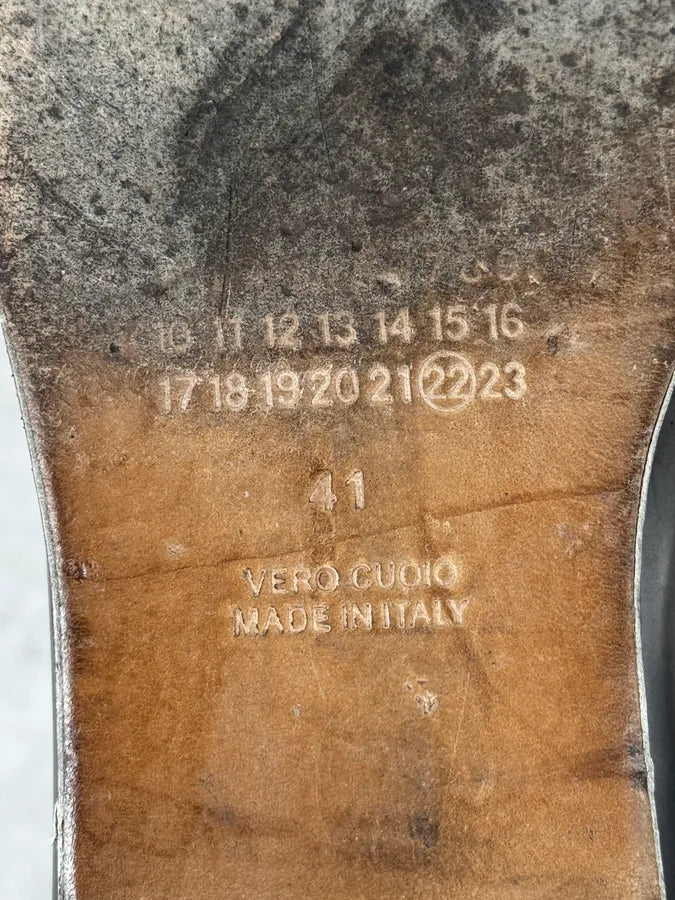 10 11 12 13 14 15 16
17 18 19 20 21 22 23
41
VERO CUOIO
MADE IN ITALY